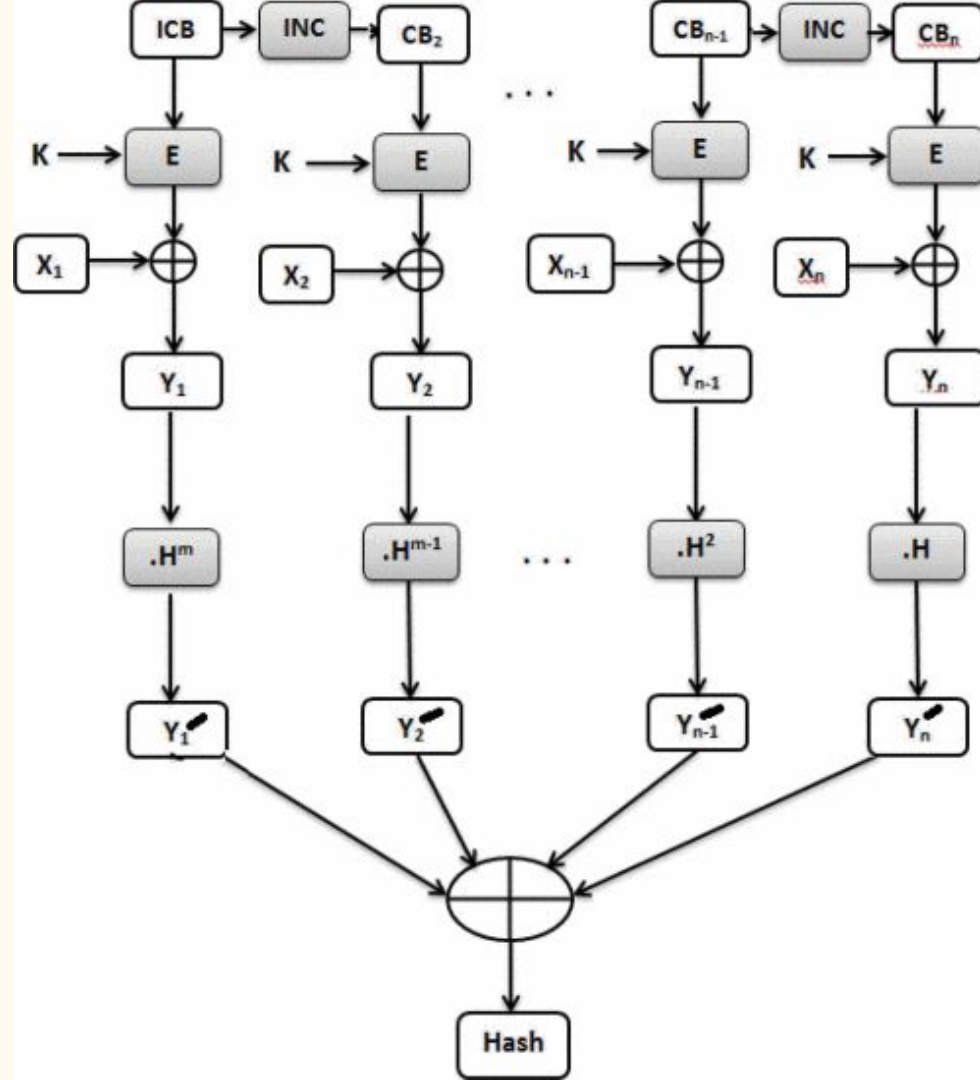 ICB INC CB₂ CBₙ₋₁ INC CBₙ
. . .
K E K E K E K E
X₁ X₂ Xₙ₋₁ Xₙ
Y₁ Y₂ Yₙ₋₁ Yₙ
.Hᵐ .Hᵐ⁻¹ . . . .H² .H
Y₁′ Y₂′ Yₙ₋₁′ Yₙ′
Hash